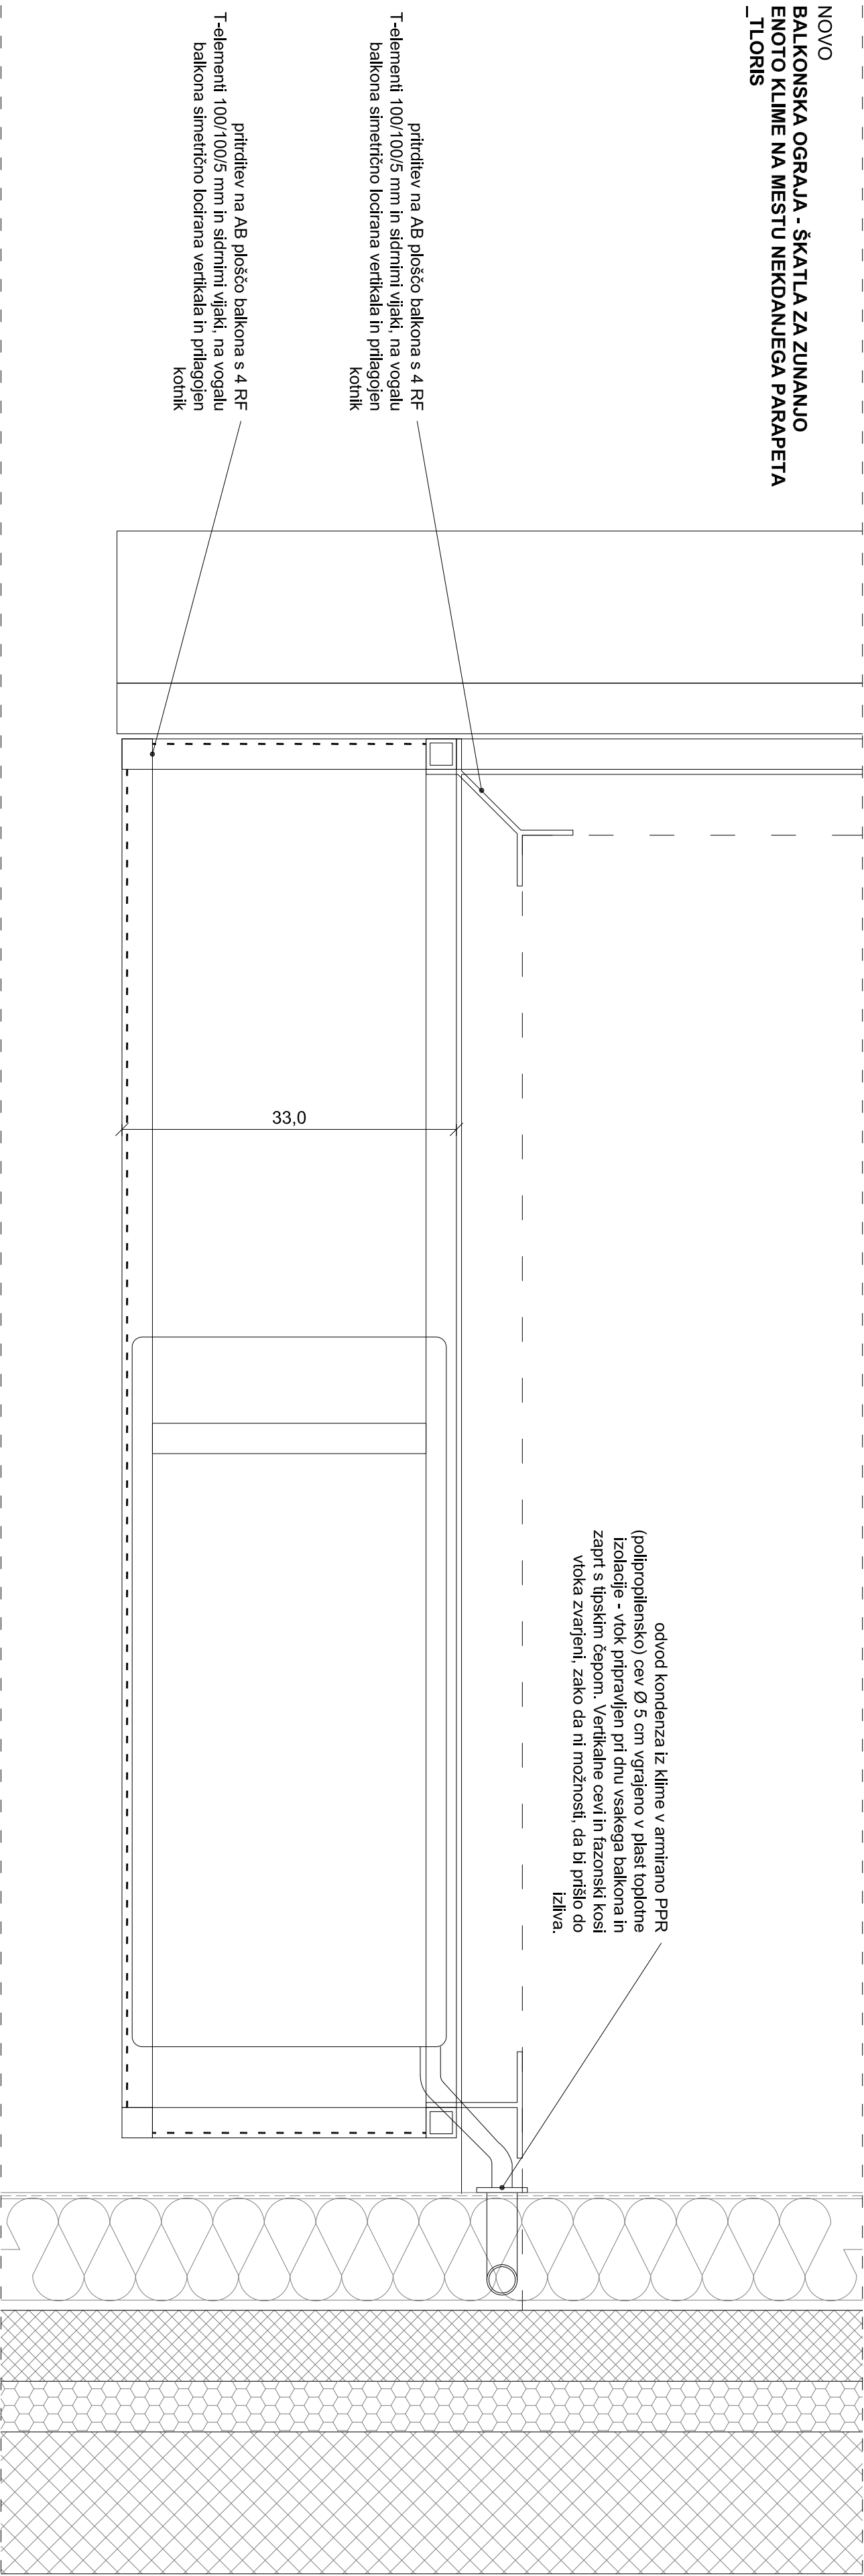 NOVO
BALKONSKA OGRAJA - ŠKATLA ZA ZUNANJO
ENOTO KLIME NA MESTU NEKDANJEGA PARAPETA
_TLORIS
odvod kondenza iz klime v armirano PPR
(polipropilensko) cev Ø 5 cm vgrajeno v plast toplotne
izolacije - vtok pripravljen pri dnu vsakega balkona in
zaprt s tipskim čepom. Vertikalne cevi in fazonski kosi
vtoka zvarjeni, zako da ni možnosti, da bi prišlo do
izliva.
pritrditev na AB ploščo balkona s 4 RF
T-elementi 100/100/5 mm in sidrnimi vijaki, na vogalu
balkona simetrično locirana vertikala in prilagojen
kotnik
33,0
pritrditev na AB ploščo balkona s 4 RF
T-elementi 100/100/5 mm in sidrnimi vijaki, na vogalu
balkona simetrično locirana vertikala in prilagojen
kotnik